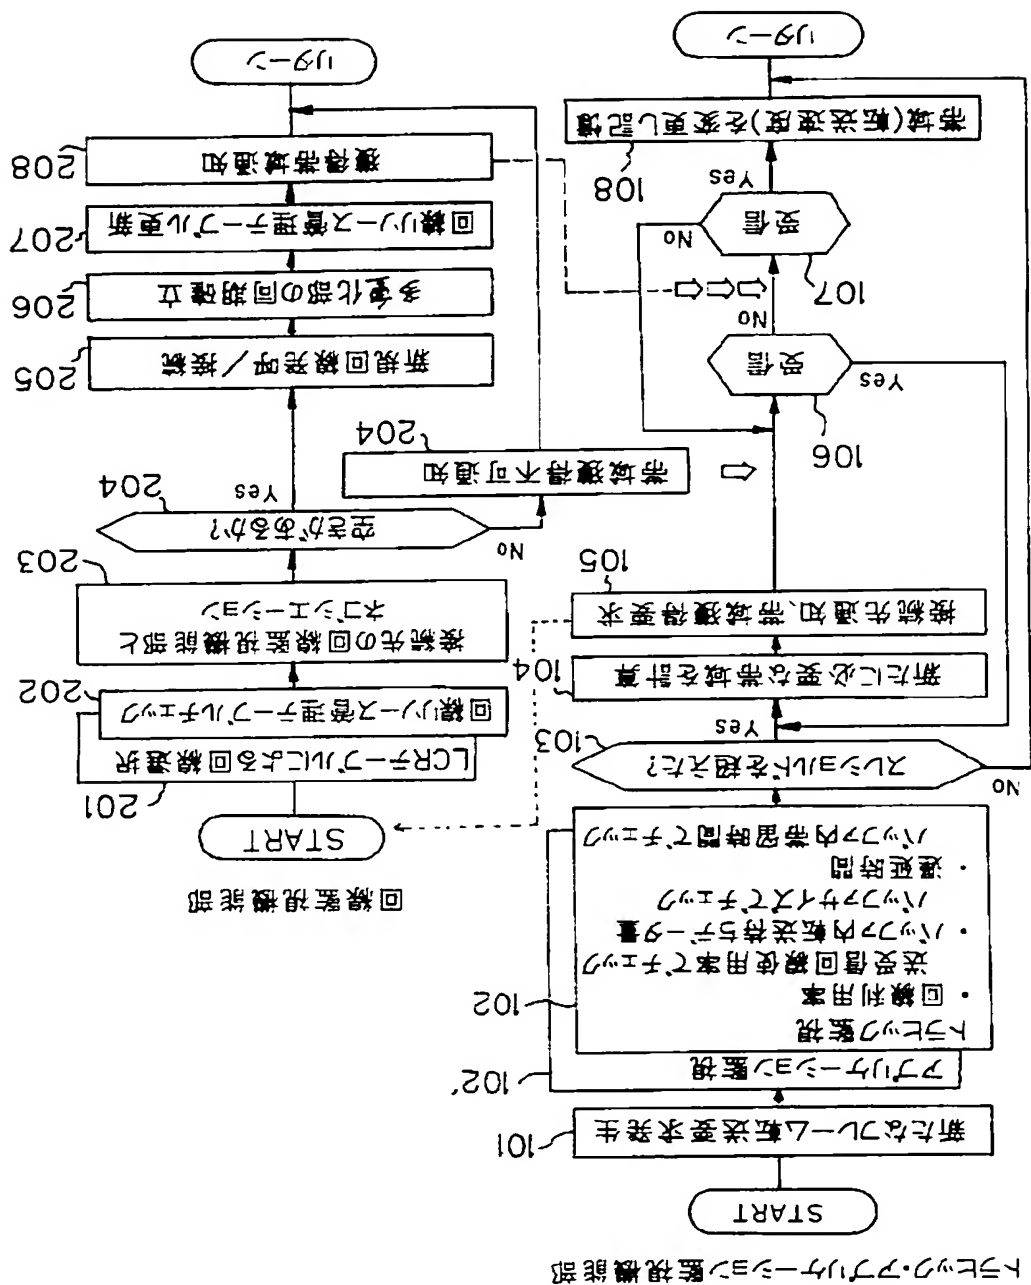 トラヒック・アプリケーション監視機能部
START
101
新たなフレーム転送要求発生
102'
アプリケーション監視
102
トラヒック監視
・回線利用率
送受信回線使用率でチェック
・バッファ内転送待ちデータ量
バッファサイズでチェック
・遅延時間
バッファ内帯留時間でチェック
103
スレショルドを超えた?
No
Yes
104
新たに必要な帯域を計算
105
接続先通知、帯域獲得要求
106
受信
Yes
No
107
受信
No
Yes
108
帯域(転送速度)を変更し記憶
リターン
回線監視機能部
START
201
LCRテーブルによる回線選択
202
回線リソース管理テーブルチェック
203
接続先の回線監視機能部と
ネゴシエーション
204
空きがあるか?
No
Yes
204
帯域獲得不可通知
205
新規回線発呼/接続
206
多重化部の同期確立
207
回線リソース管理テーブル更新
208
獲得帯域通知
リターン